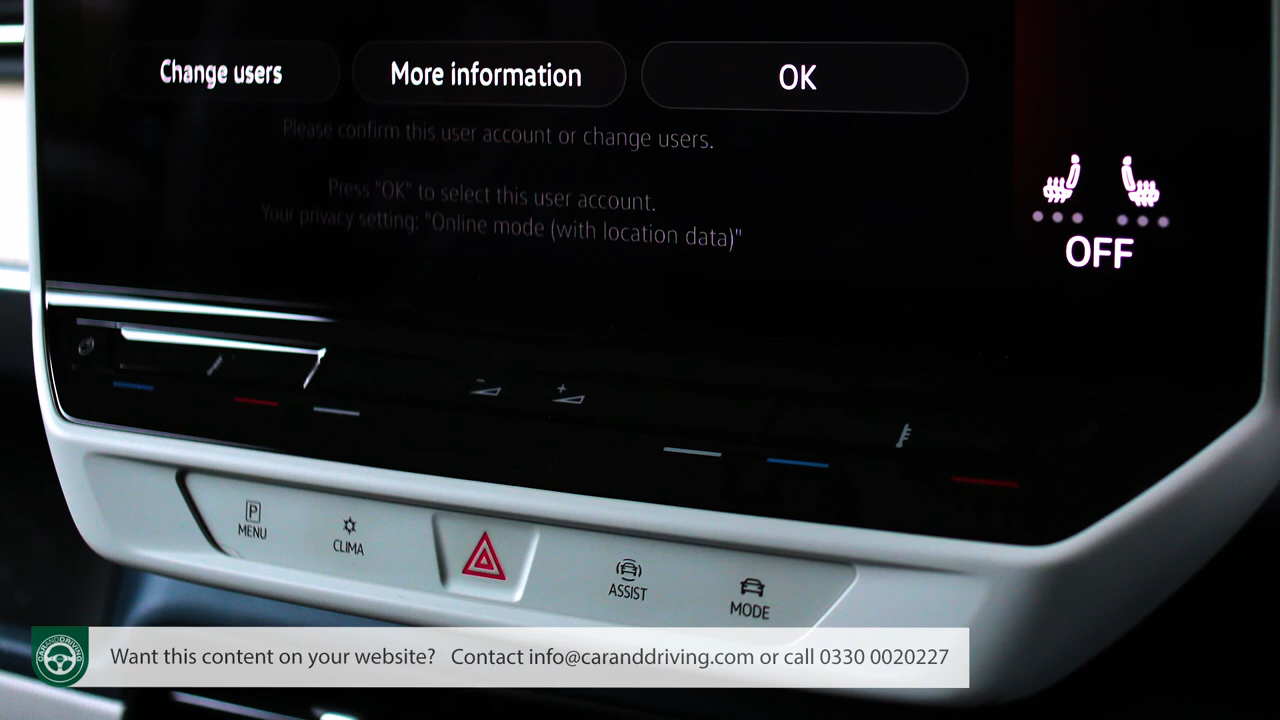 Change users More information OK
Please confirm this user account or change users.
Press "OK" to select this user account.
Your privacy setting: "Online mode (with location data)"
OFF
P
MENU
CLIMA
ASSIST
MODE
CARANDDRIVING
Want this content on your website? Contact info@caranddriving.com or call 0330 0020227